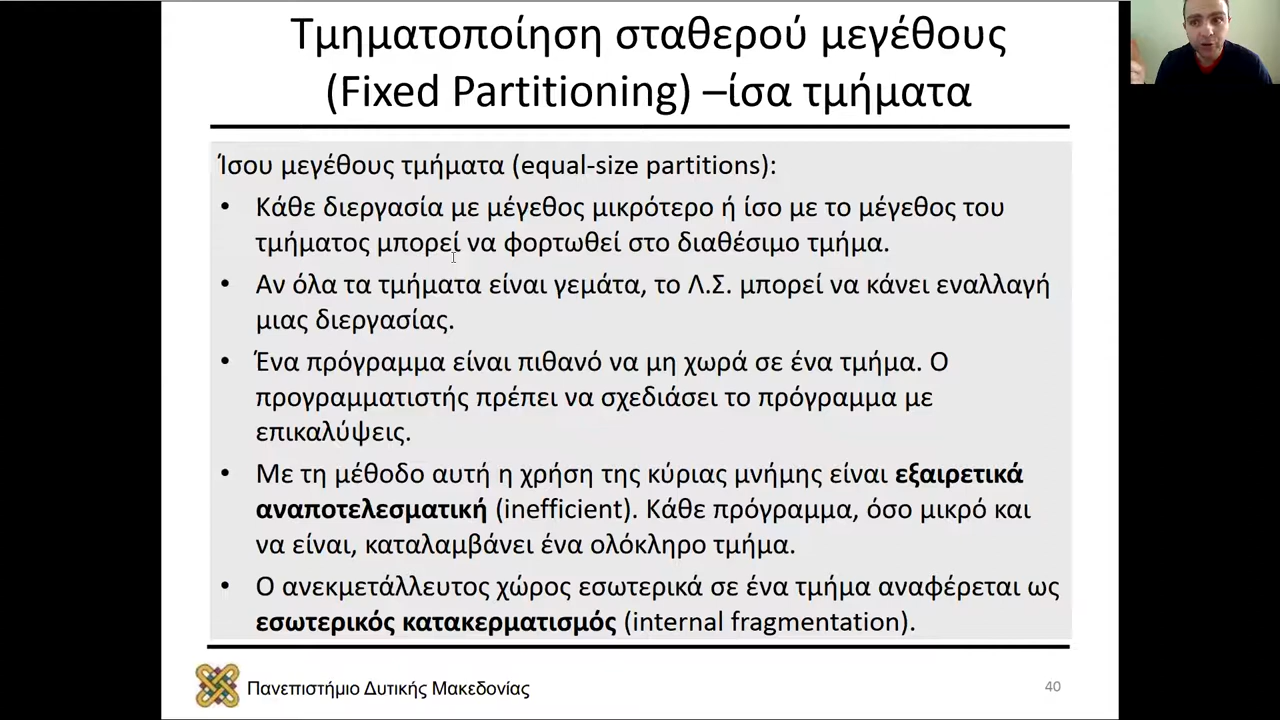 Τμηματοποίηση σταθερού μεγέθους
(Fixed Partitioning) –ίσα τμήματα
Ίσου μεγέθους τμήματα (equal-size partitions):
• Κάθε διεργασία με μέγεθος μικρότερο ή ίσο με το μέγεθος του
τμήματος μπορεί να φορτωθεί στο διαθέσιμο τμήμα.
• Αν όλα τα τμήματα είναι γεμάτα, το Λ.Σ. μπορεί να κάνει εναλλαγή
μιας διεργασίας.
• Ένα πρόγραμμα είναι πιθανό να μη χωρά σε ένα τμήμα. Ο
προγραμματιστής πρέπει να σχεδιάσει το πρόγραμμα με
επικαλύψεις.
• Με τη μέθοδο αυτή η χρήση της κύριας μνήμης είναι εξαιρετικά
αναποτελεσματική (inefficient). Κάθε πρόγραμμα, όσο μικρό και
να είναι, καταλαμβάνει ένα ολόκληρο τμήμα.
• Ο ανεκμετάλλευτος χώρος εσωτερικά σε ένα τμήμα αναφέρεται ως
εσωτερικός κατακερματισμός (internal fragmentation).
Πανεπιστήμιο Δυτικής Μακεδονίας
40